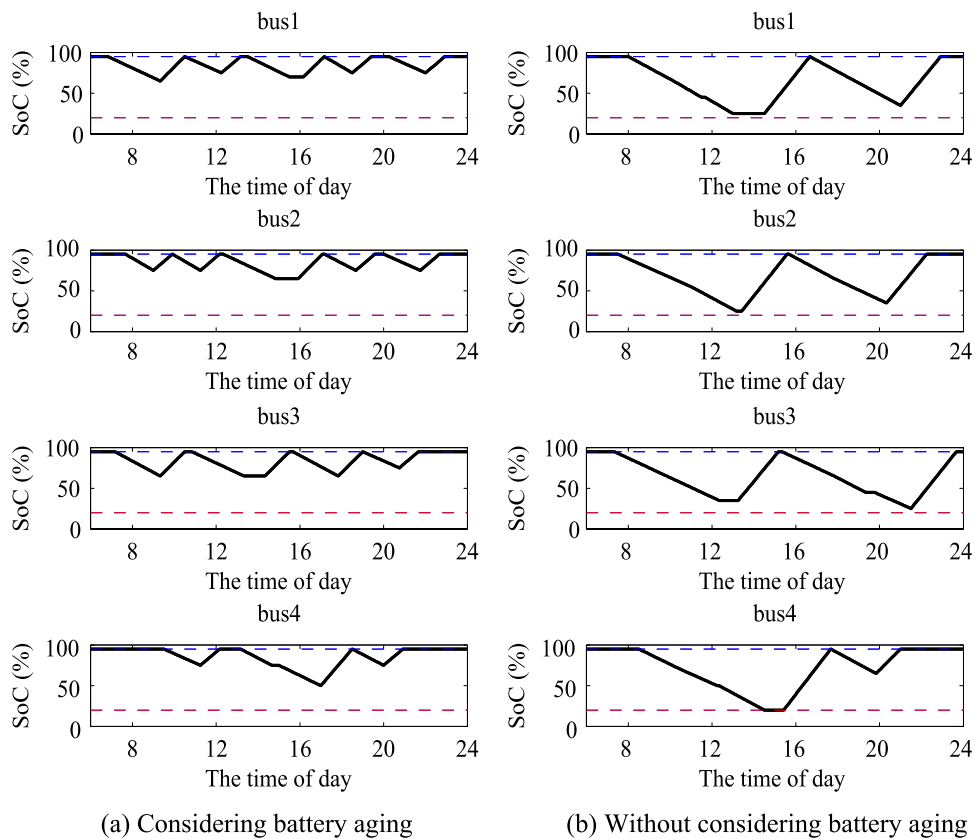 bus1
SoC (%)
100
50
0
8 12 16 20 24
The time of day
bus1
SoC (%)
100
50
0
8 12 16 20 24
The time of day
bus2
SoC (%)
100
50
0
8 12 16 20 24
The time of day
bus2
SoC (%)
100
50
0
8 12 16 20 24
The time of day
bus3
SoC (%)
100
50
0
8 12 16 20 24
The time of day
bus3
SoC (%)
100
50
0
8 12 16 20 24
The time of day
bus4
SoC (%)
100
50
0
8 12 16 20 24
The time of day
bus4
SoC (%)
100
50
0
8 12 16 20 24
The time of day
(a) Considering battery aging
(b) Without considering battery aging